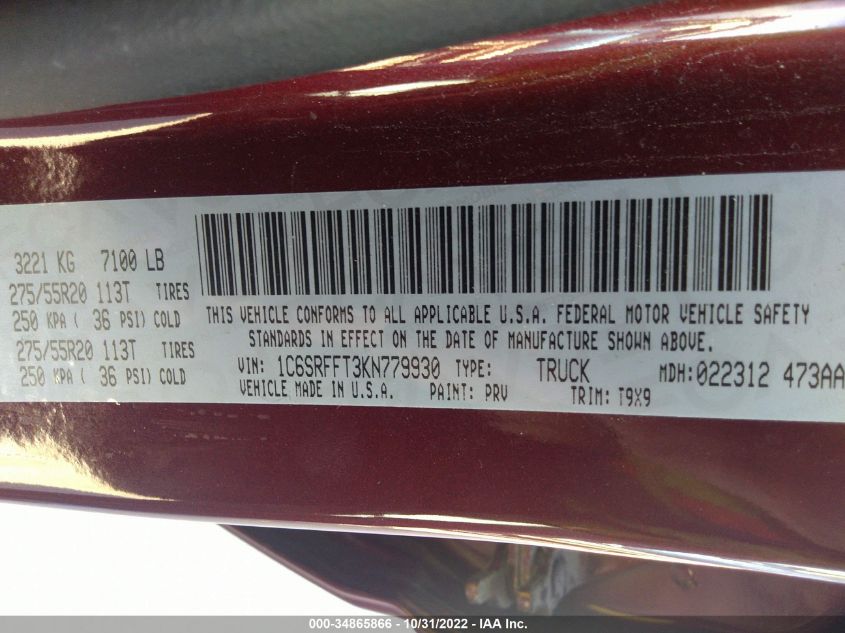 3221 KG 7100 LB
275/55R20 113T TIRES
250 KPA ( 36 PSI) COLD
275/55R20 113T TIRES
250 KPA ( 36 PSI) COLD
THIS VEHICLE CONFORMS TO ALL APPLICABLE U.S.A. FEDERAL MOTOR VEHICLE SAFETY
STANDARDS IN EFFECT ON THE DATE OF MANUFACTURE SHOWN ABOVE.
VIN: 1C6SRFFT3KN779930 TYPE: TRUCK MDH: 022312 473AA
VEHICLE MADE IN U.S.A. PAINT: PRV TRIM: T9X9
000-34865866 - 10/31/2022 - IAA Inc.